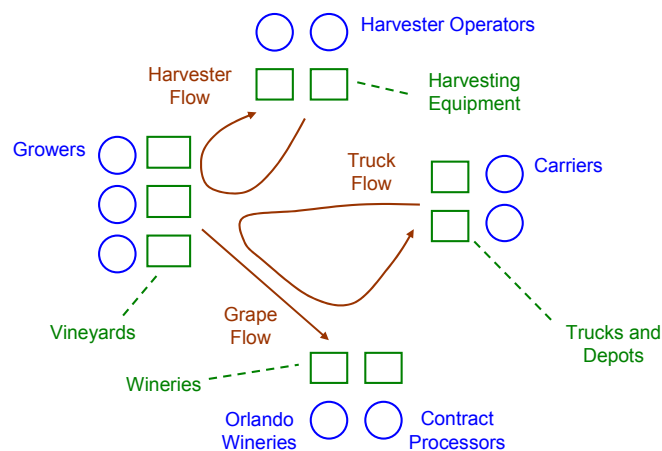 Harvester Operators
Harvester
Flow
Harvesting
Equipment
Growers
Truck
Flow
Carriers
Vineyards
Grape
Flow
Trucks and
Depots
Wineries
Orlando
Wineries
Contract
Processors